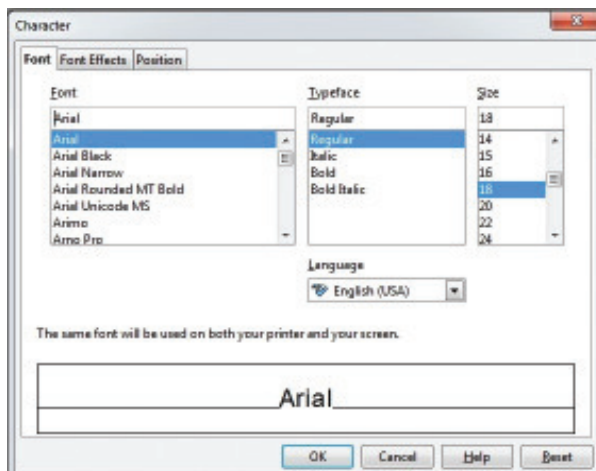 Character
Font Font Effects Position
Font Typeface Size
Arial Regular 18
Arial Regular 14
Arial Black Italic 15
Arial Narrow Bold 16
Arial Rounded MT Bold Bold Italic 18
Arial Unicode MS 20
Arimo 22
Arno Pro 24
Language
English (USA)
The same font will be used on both your printer and your screen.
Arial
OK Cancel Help Reset